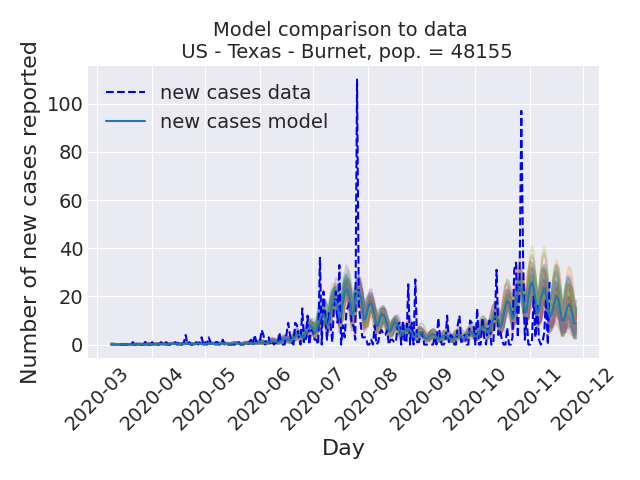 Model comparison to data
US - Texas - Burnet, pop. = 48155
new cases data
new cases model
Number of new cases reported
100
80
60
40
20
0
2020-03
2020-04
2020-05
2020-06
2020-07
2020-08
2020-09
2020-10
2020-11
2020-12
Day